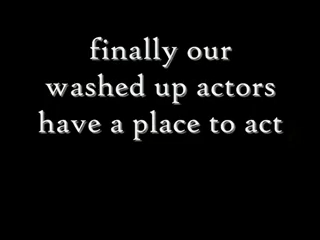 finally our
washed up actors
have a place to act